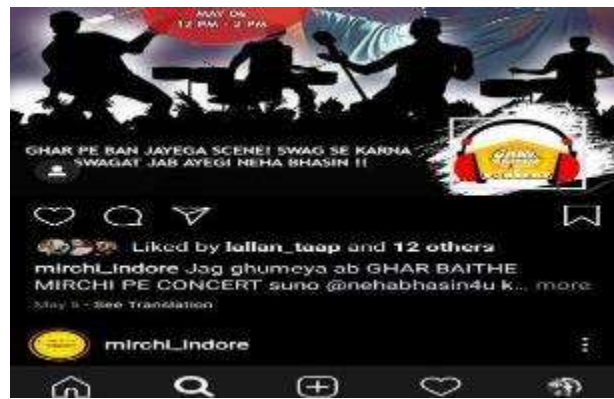 MAY 06
12 PM - 2 PM
GHAR PE BAN JAYEGA SCENE! SWAG SE KARNA
SWAGAT JAB AYEGI NEHA BHASIN !!
Liked by lallan_taap and 12 others
mirchi_indore Jag ghumeya ab GHAR BAITHE
MIRCHI PE CONCERT suno @nehabhasin4u k... more
May 5 · See Translation
mirchi_indore